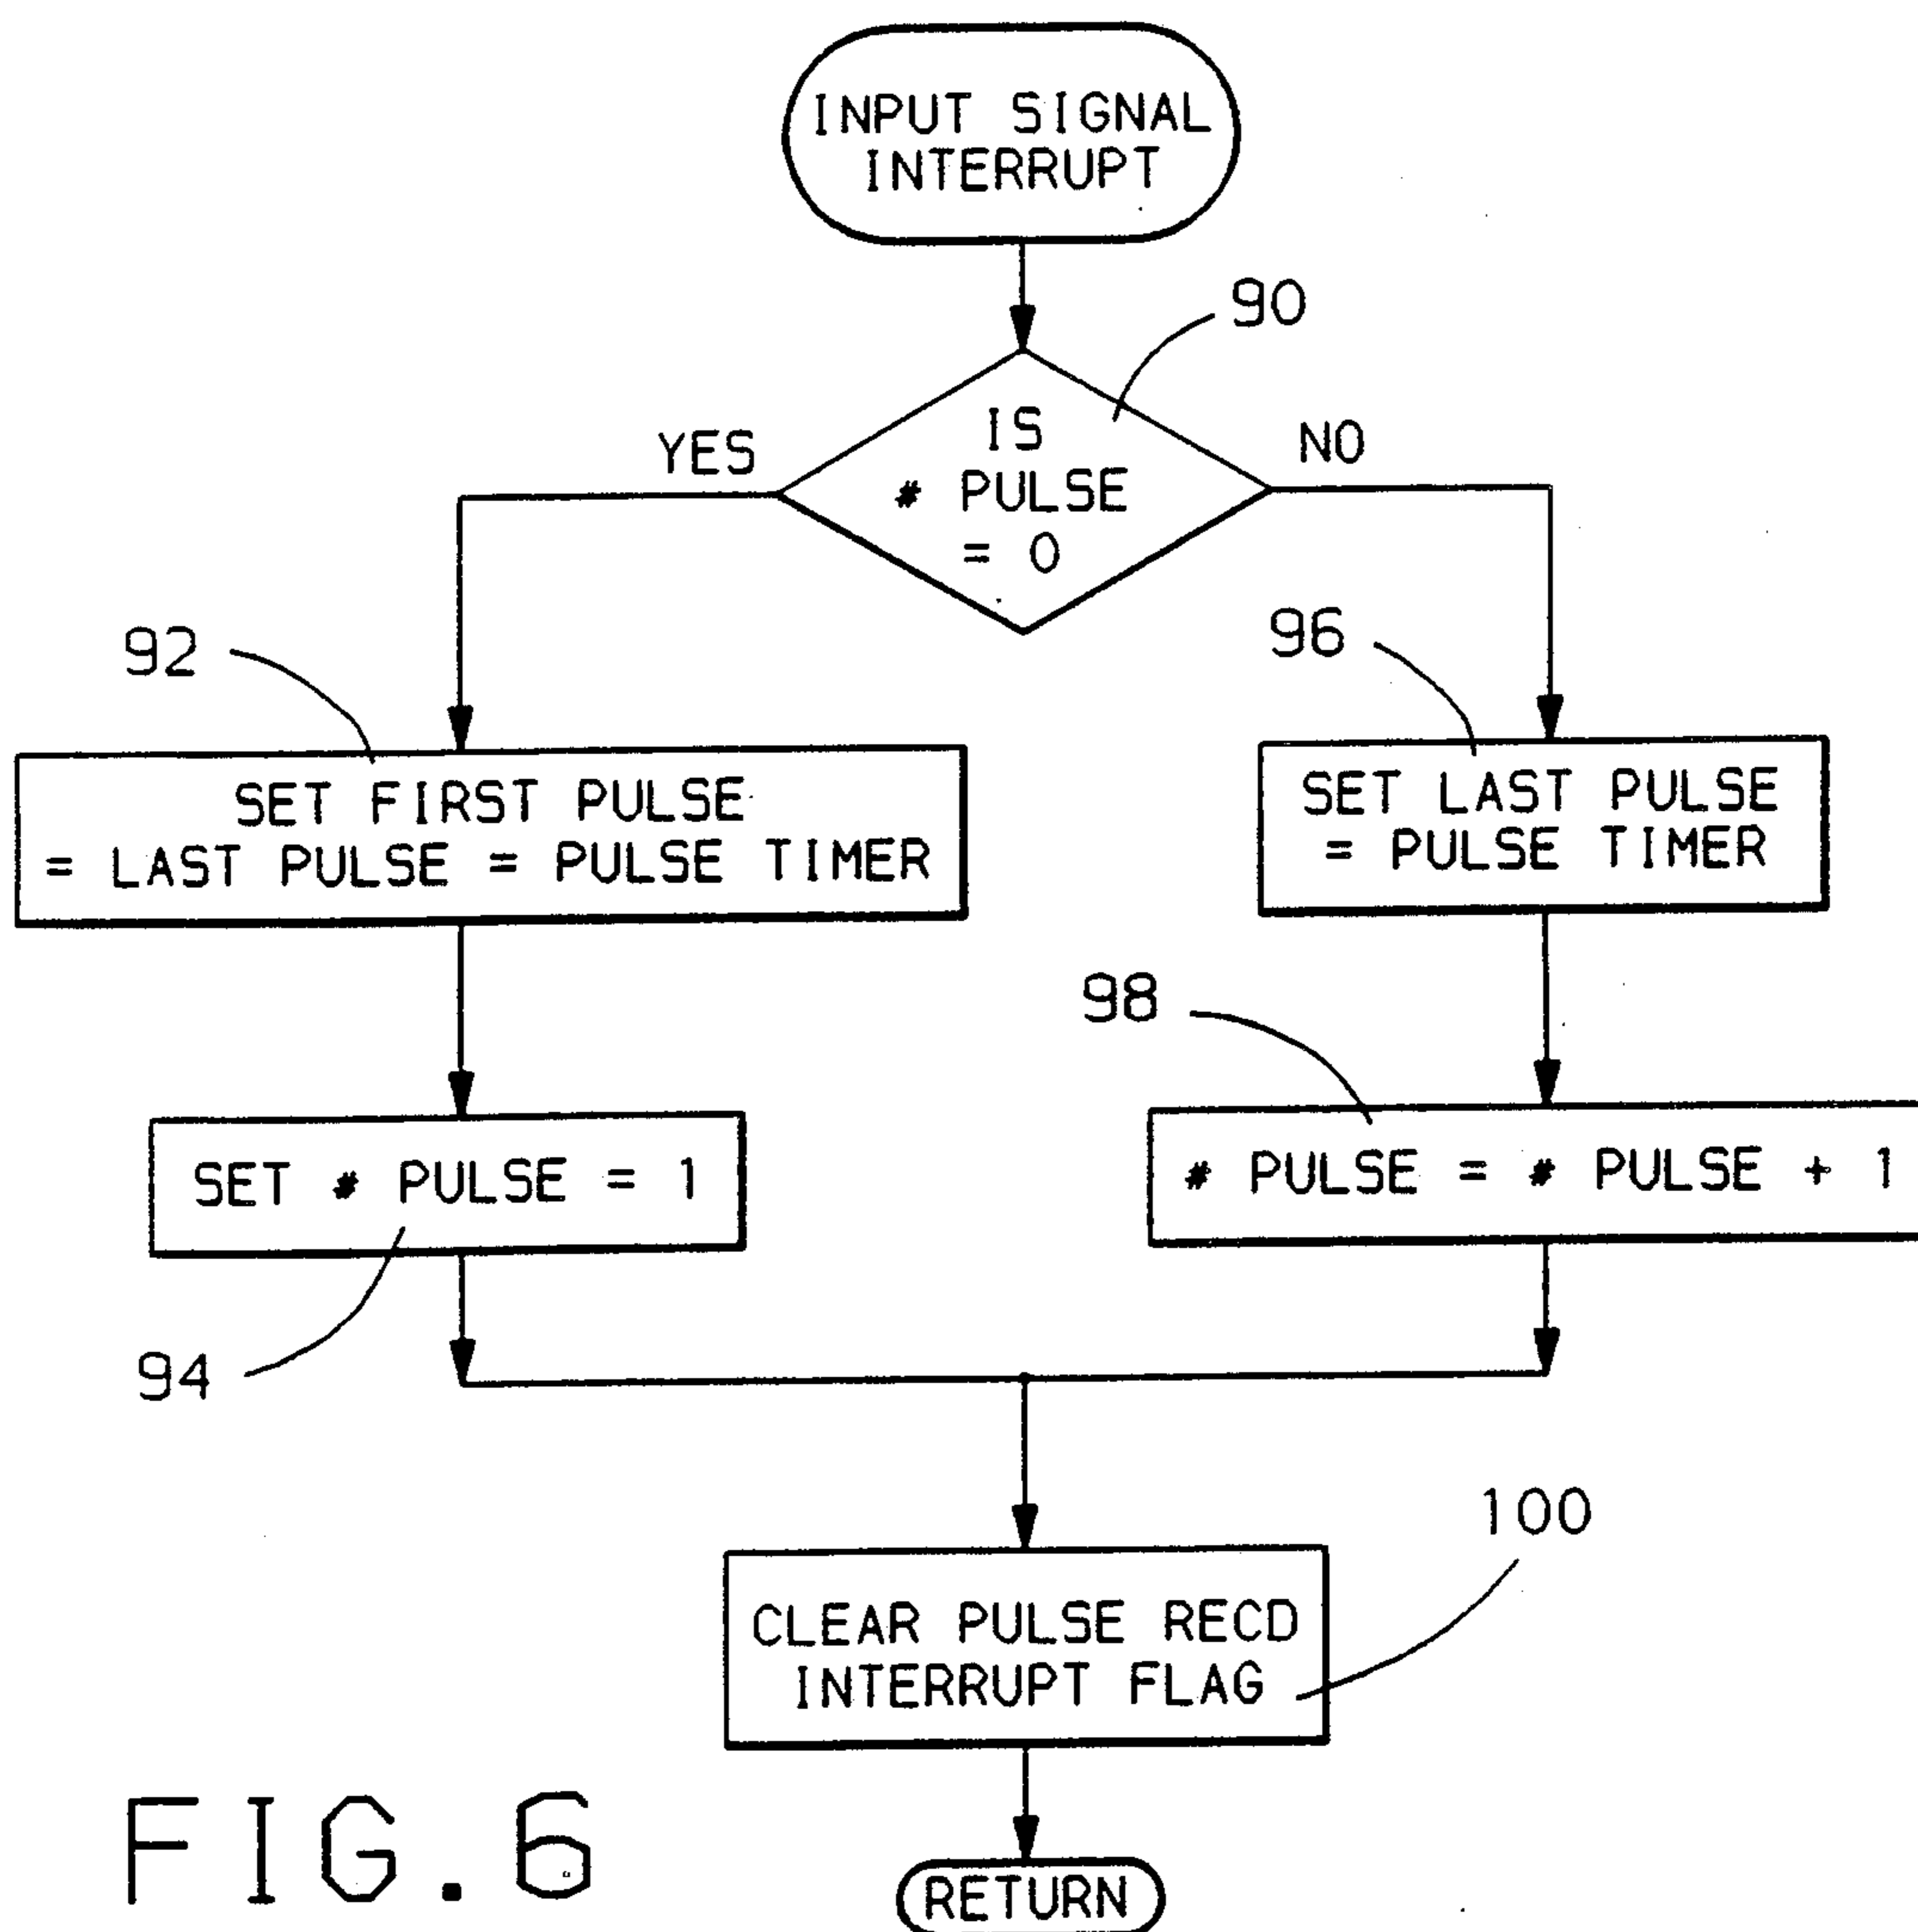 INPUT SIGNAL
INTERRUPT
90
IS
# PULSE
= 0
YES
NO
92
96
SET FIRST PULSE
= LAST PULSE = PULSE TIMER
SET LAST PULSE
= PULSE TIMER
98
SET # PULSE = 1
# PULSE = # PULSE + 1
94
100
CLEAR PULSE RECD
INTERRUPT FLAG
RETURN
FIG.6